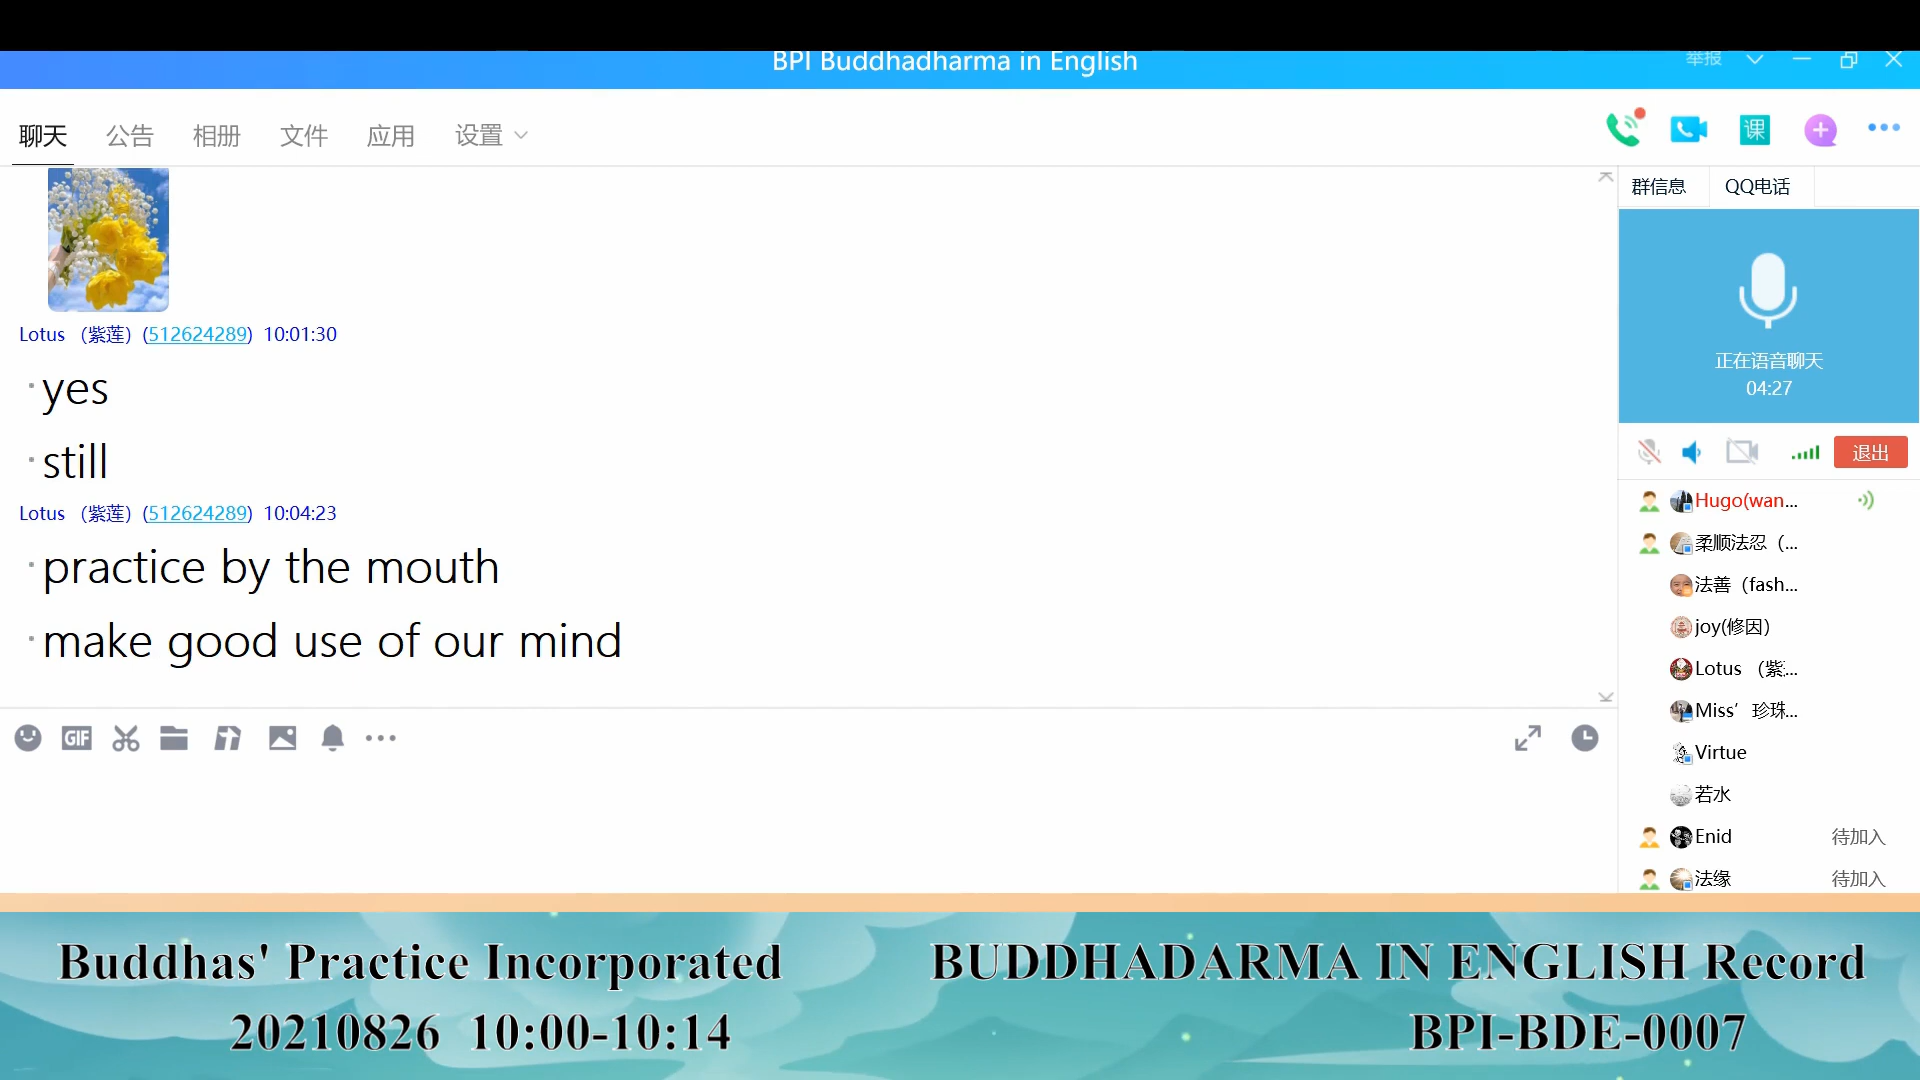 BPI Buddhadharma in English
举报
聊天 公告 相册 文件 应用 设置
课
群信息 QQ电话
Lotus （紫莲）(512624289) 10:01:30
yes
still
Lotus （紫莲）(512624289) 10:04:23
practice by the mouth
make good use of our mind
GIF
正在语音聊天
04:27
退出
Hugo(wan...
柔顺法忍（...
法善（fash...
joy(修因）
Lotus （紫...
Miss’ 珍珠...
Virtue
若水
Enid 待加入
法缘 待加入
Buddhas' Practice Incorporated
20210826 10:00-10:14
BUDDHADARMA IN ENGLISH Record
BPI-BDE-0007